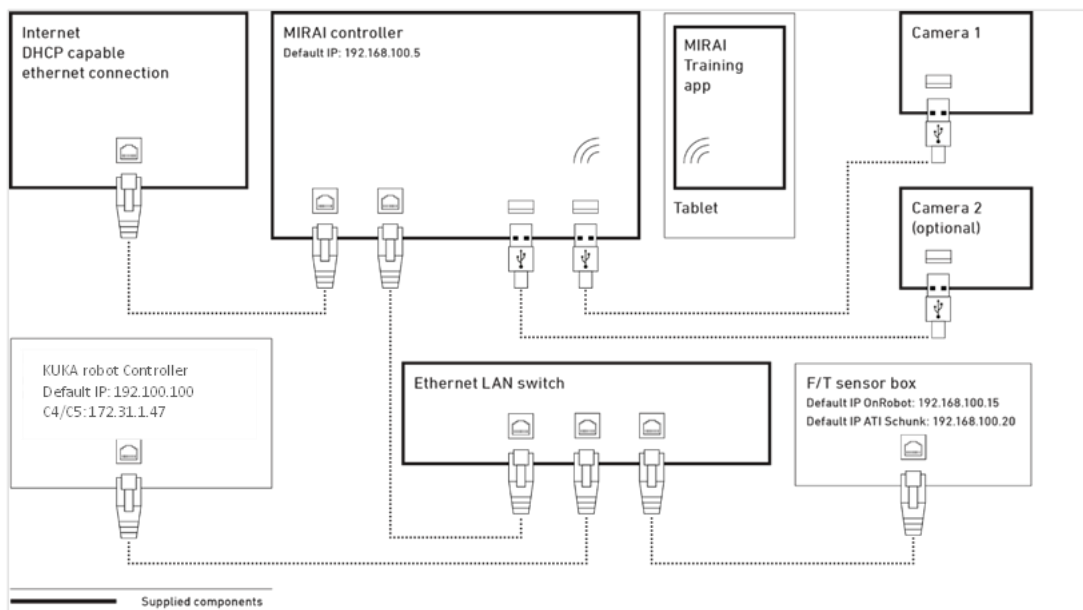 Internet
DHCP capable
ethernet connection
MIRAI controller
Default IP: 192.168.100.5
MIRAI
Training
app
Tablet
Camera 1
Camera 2
(optional)
KUKA robot Controller
Default IP: 192.100.100
C4/C5: 172.31.1.47
Ethernet LAN switch
F/T sensor box
Default IP OnRobot: 192.168.100.15
Default IP ATI Schunk: 192.168.100.20
Supplied components